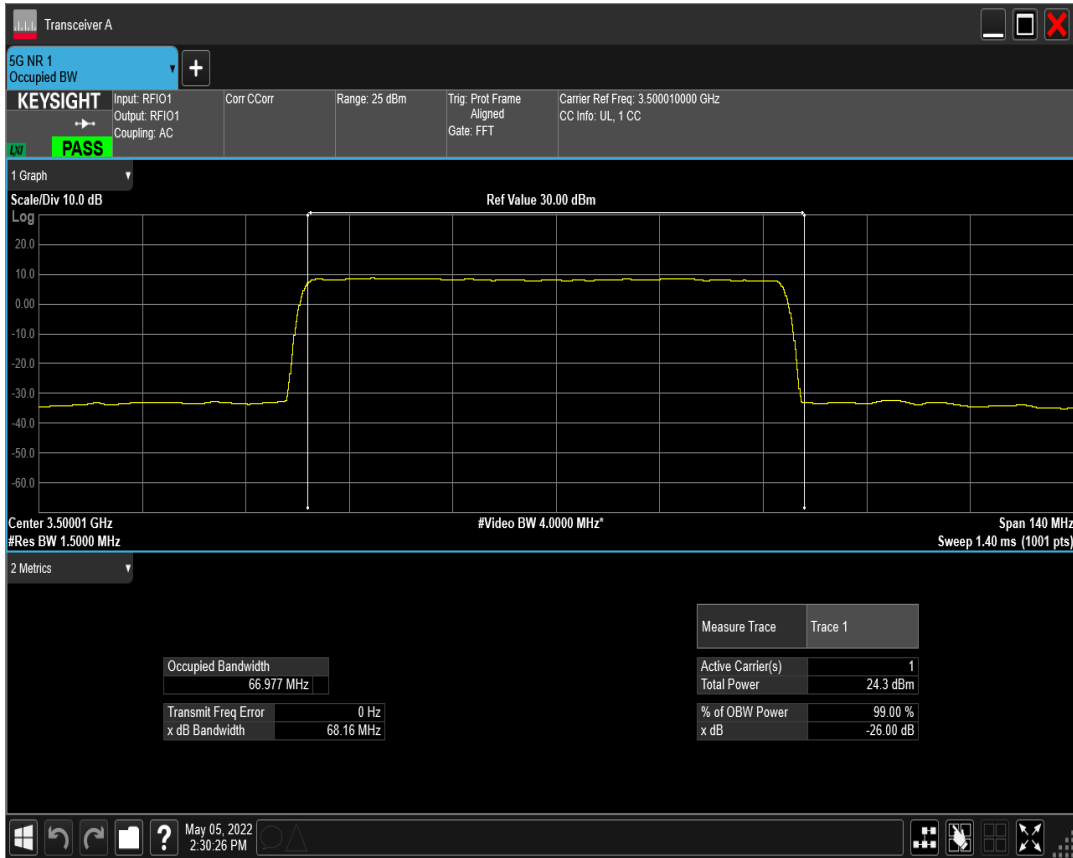 Transceiver A
5G NR 1
Occupied BW
KEYSIGHT
LXI
PASS
Input: RFIO1
Output: RFIO1
Coupling: AC
Corr CCorr
Range: 25 dBm
Trig: Prot Frame
Aligned
Gate: FFT
Carrier Ref Freq: 3.500010000 GHz
CC Info: UL, 1 CC
1 Graph
Scale/Div 10.0 dB
Ref Value 30.00 dBm
Log
20.0
10.0
0.00
-10.0
-20.0
-30.0
-40.0
-50.0
-60.0
Center 3.50001 GHz
#Video BW 4.0000 MHz*
Span 140 MHz
#Res BW 1.5000 MHz
Sweep 1.40 ms (1001 pts)
2 Metrics
Measure Trace Trace 1
Occupied Bandwidth
66.977 MHz
Transmit Freq Error 0 Hz
x dB Bandwidth 68.16 MHz
Active Carrier(s) 1
Total Power 24.3 dBm
% of OBW Power 99.00 %
x dB -26.00 dB
?
May 05, 2022
2:30:26 PM